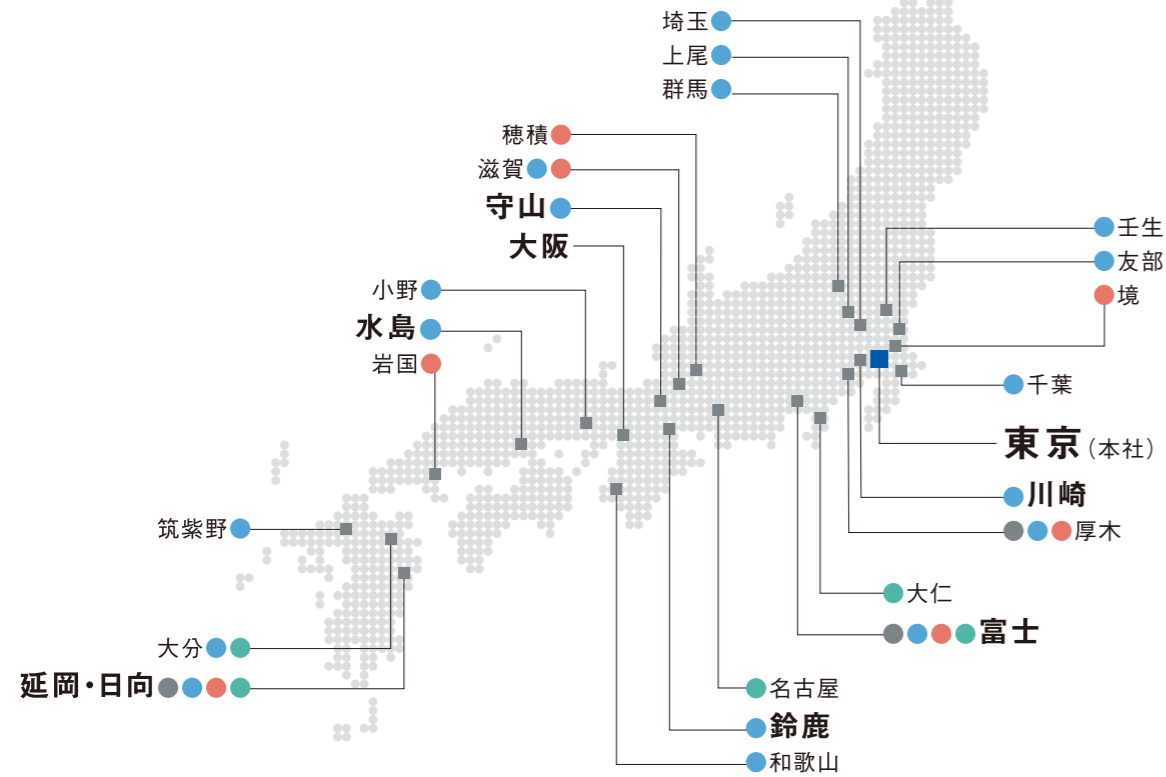 埼玉
上尾
群馬
穂積
滋賀
守山
大阪
小野
水島
岩国
壬生
友部
境
千葉
東京（本社）
川崎
厚木
筑紫野
大仁
富士
大分
延岡・日向
名古屋
鈴鹿
和歌山